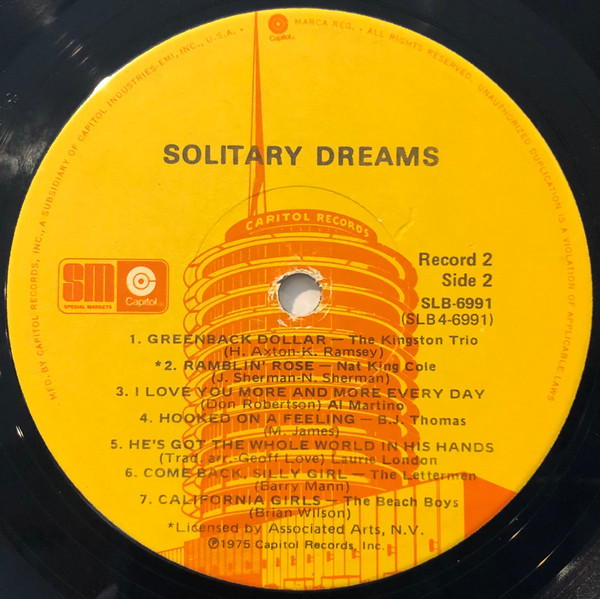 MFD. BY CAPITOL RECORDS, INC., A SUBSIDIARY OF CAPITOL INDUSTRIES-EMI, INC., U.S.A. • Capitol. MARCA REG. • ALL RIGHTS RESERVED. UNAUTHORIZED DUPLICATION IS A VIOLATION OF APPLICABLE LAWS
SOLITARY DREAMS
CAPITOL RECORDS
sm
SPECIAL MARKETS
Capitol
Record 2
Side 2
SLB-6991
(SLB4-6991)
1. GREENBACK DOLLAR – The Kingston Trio
(H. Axton-K. Ramsey)
*2. RAMBLIN' ROSE – Nat King Cole
(J. Sherman-N. Sherman)
3. I LOVE YOU MORE AND MORE EVERY DAY
(Don Robertson) Al Martino
4. HOOKED ON A FEELING – B.J. Thomas
(M. James)
5. HE'S GOT THE WHOLE WORLD IN HIS HANDS
(Trad. arr.-Geoff Love) Laurie London
6. COME BACK, SILLY GIRL – The Lettermen
(Barry Mann)
7. CALIFORNIA GIRLS – The Beach Boys
(Brian Wilson)
*Licensed by Associated Arts, N.V.
℗1975 Capitol Records, Inc.